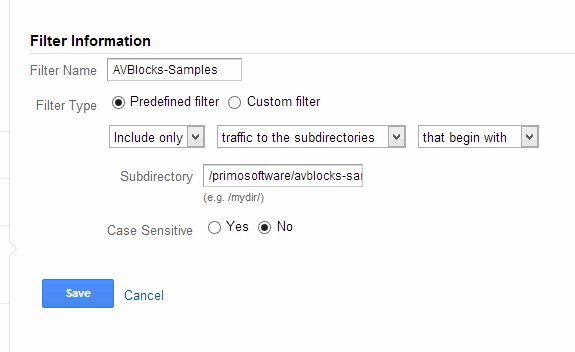 Filter Information
Filter Name AVBlocks-Samples
Filter Type Predefined filter Custom filter
Include only traffic to the subdirectories that begin with
Subdirectory /primosoftware/avblocks-sa
(e.g. /mydir/)
Case Sensitive Yes No
Save Cancel